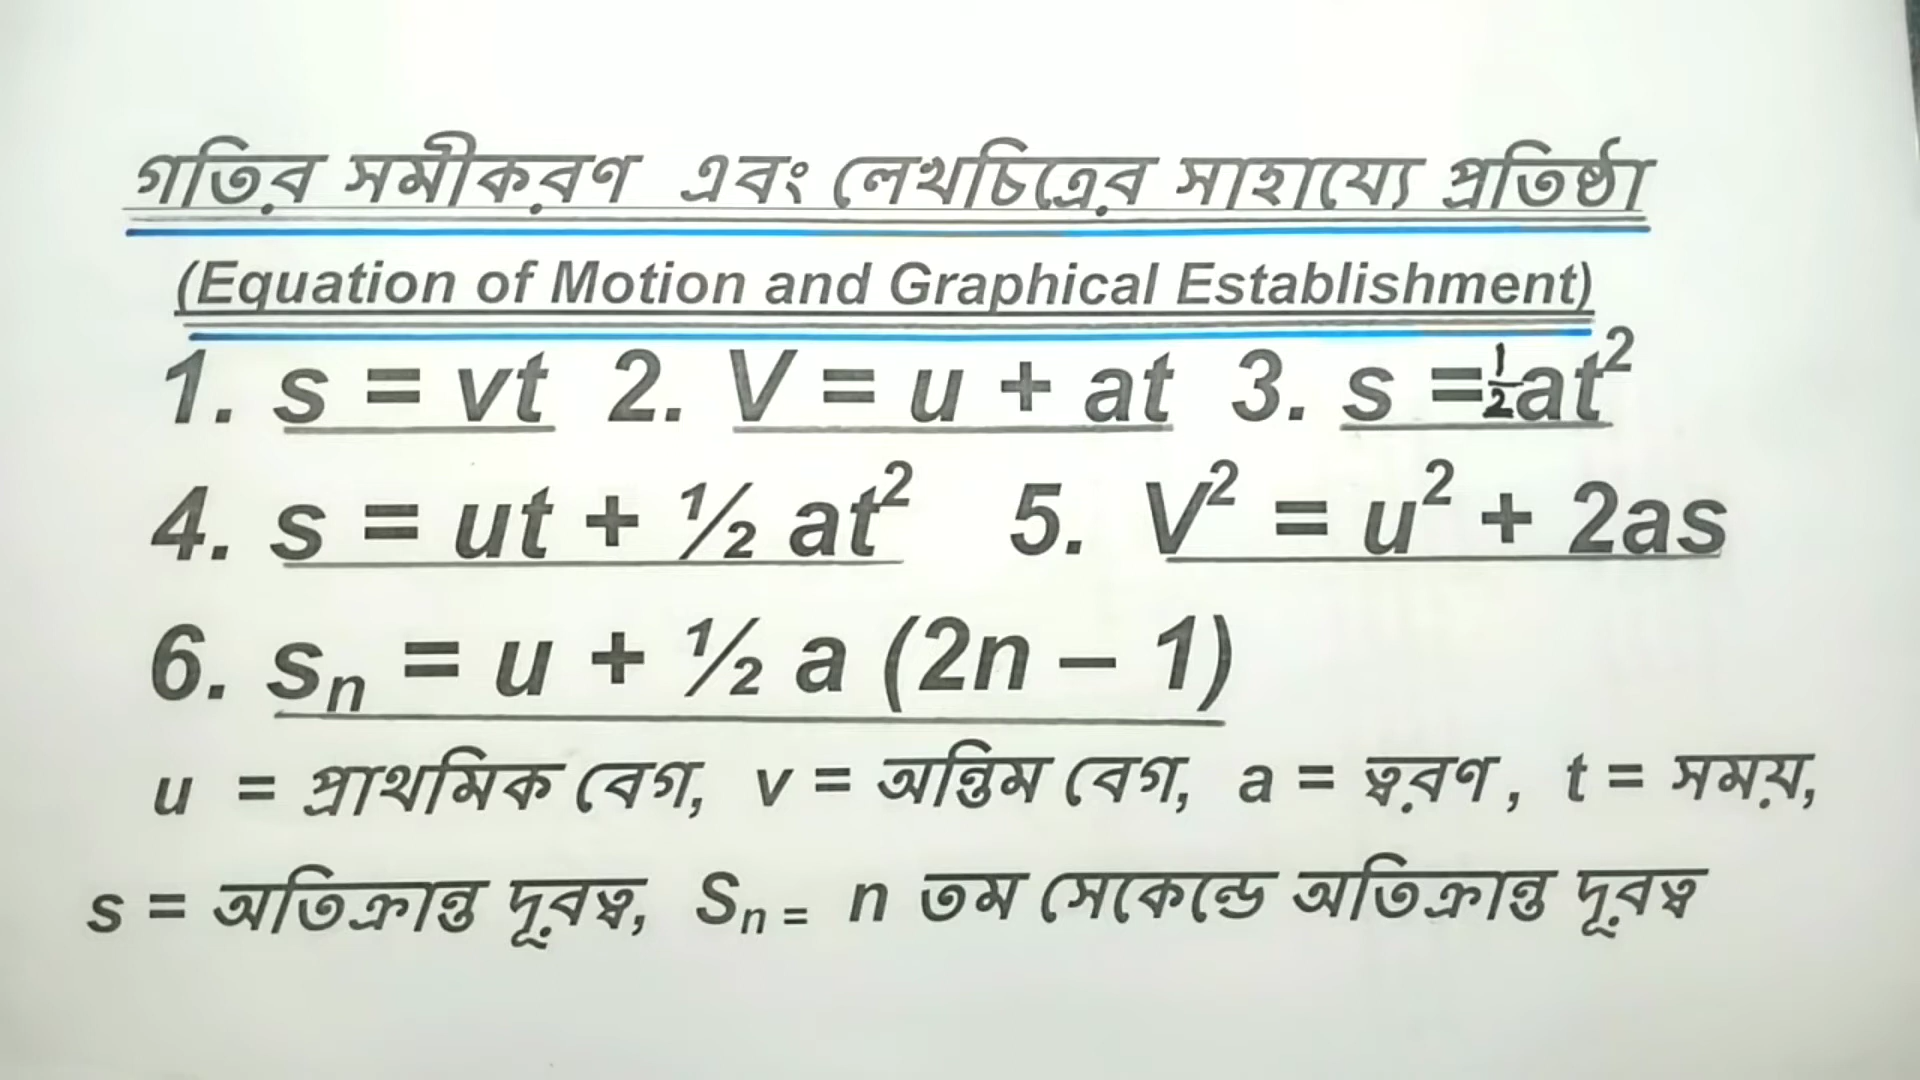 গতির সমীকরণ এবং লেখচিত্রের সাহায্যে প্রতিষ্ঠা
(Equation of Motion and Graphical Establishment)
1. s = vt 2. V = u + at 3. s = ½at²
4. s = ut + ½ at² 5. V² = u² + 2as
6. sₙ = u + ½ a (2n – 1)
u = প্রাথমিক বেগ, v = অন্তিম বেগ, a = ত্বরণ, t = সময়,
s = অতিক্রান্ত দূরত্ব, Sₙ = n তম সেকেন্ডে অতিক্রান্ত দূরত্ব